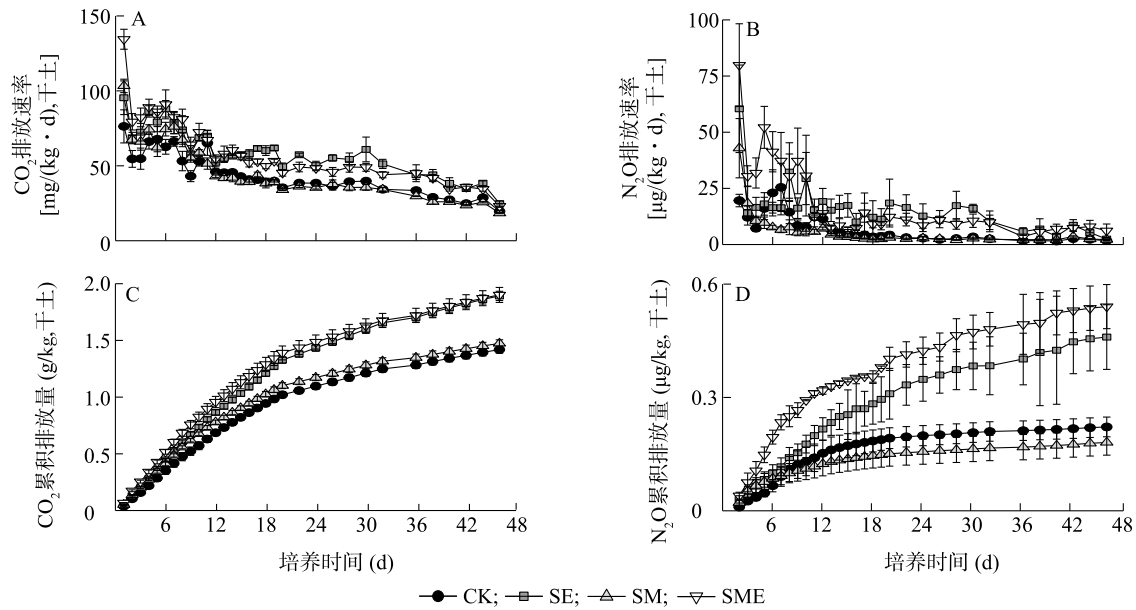 A
CO₂排放速率
[mg/(kg·d),干土]
150
100
50
0
B
N₂O排放速率
[μg/(kg·d), 干土]
100
75
50
25
0
C
CO₂累积排放量 (g/kg,干土)
2.0
1.5
1.0
0.5
0
6 12 18 24 30 36 42 48
培养时间 (d)
D
N₂O累积排放量 (μg/kg, 干土)
0.6
0.3
0
6 12 18 24 30 36 42 48
培养时间 (d)
CK; SE; SM; SME